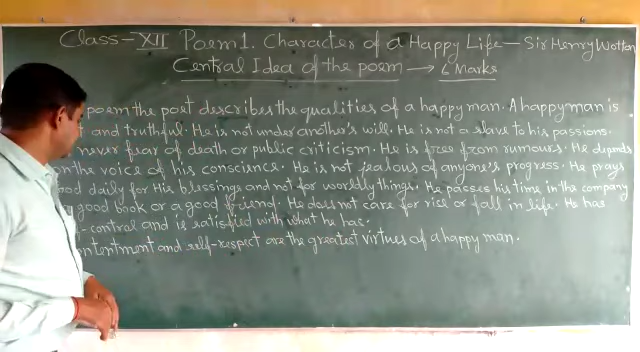 Class-XII Poem 1. Character of a Happy Life - Sir Henry Wotton
Central Idea of the poem → 6 Marks
poem the poet describes the qualities of a happy man. A happy man is
and truthful. He is not under another's will. He is not a slave to his passions.
never fear of death or public criticism. He is free from rumours. He depends
on the voice of his conscience. He is not jealous of anyone's progress. He prays
daily for His blessings and not for worldly things. He passes his time in the company
good book or a good friend. He does not care for rise or fall in life. He has
-control and is satisfied with what he has.
ntentment and self-respect are the greatest virtues of a happy man.